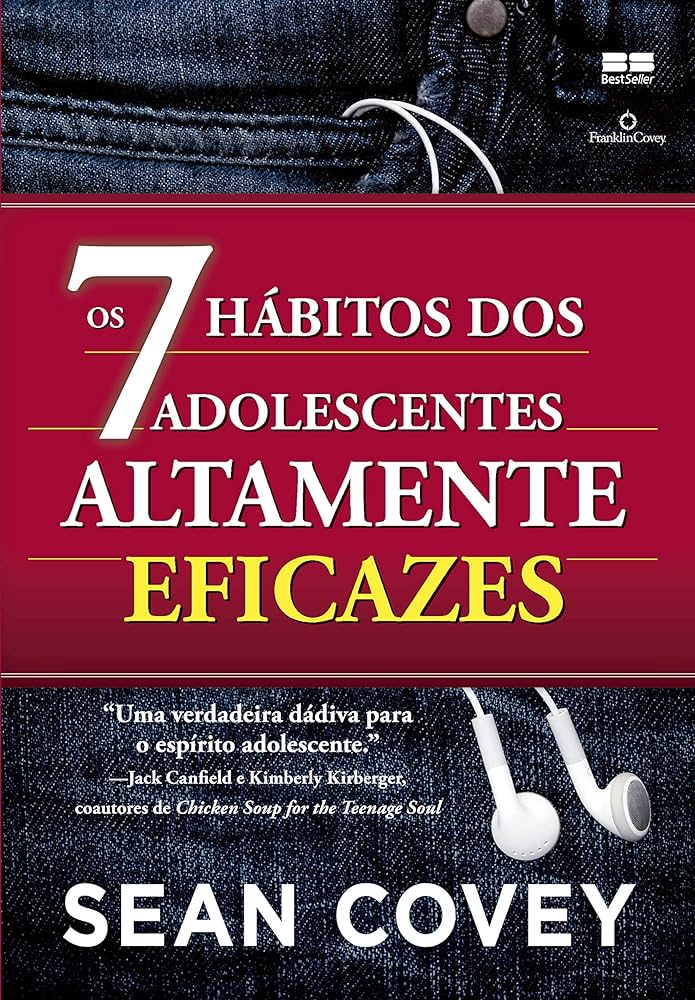 BestSeller
FranklinCovey
OS 7 HÁBITOS DOS
ADOLESCENTES
ALTAMENTE
EFICAZES
“Uma verdadeira dádiva para
o espírito adolescente.”
—Jack Canfield e Kimberly Kirberger,
coautores de Chicken Soup for the Teenage Soul
SEAN COVEY